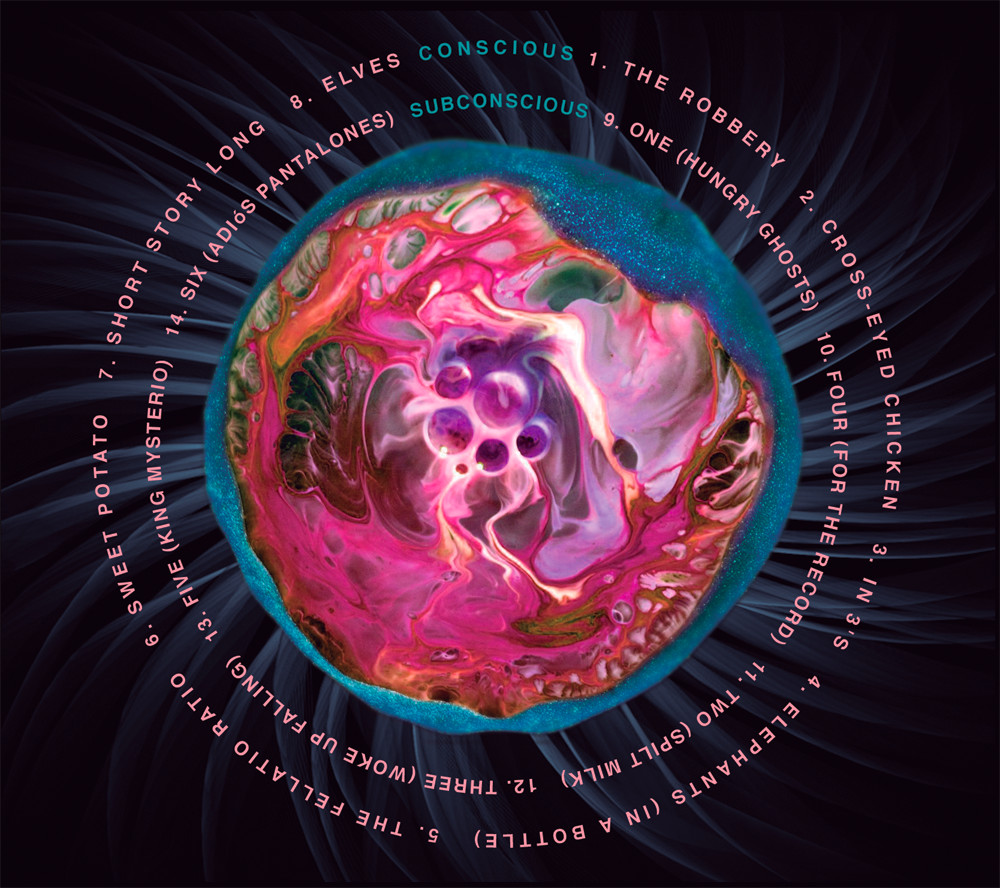 CONSCIOUS
1. THE ROBBERY
2. CROSS-EYED CHICKEN
3. IN 3'S
4. ELEPHANTS (IN A BOTTLE)
5. THE FELLATIO RATIO
6. SWEET POTATO
7. SHORT STORY LONG
8. ELVES
SUBCONSCIOUS
9. ONE (HUNGRY GHOSTS)
10. FOUR (FOR THE RECORD)
11. TWO (SPILT MILK)
12. THREE (WOKE UP FALLING)
13. FIVE (KING MYSTERIO)
14. SIX (ADIóS PANTALONES)